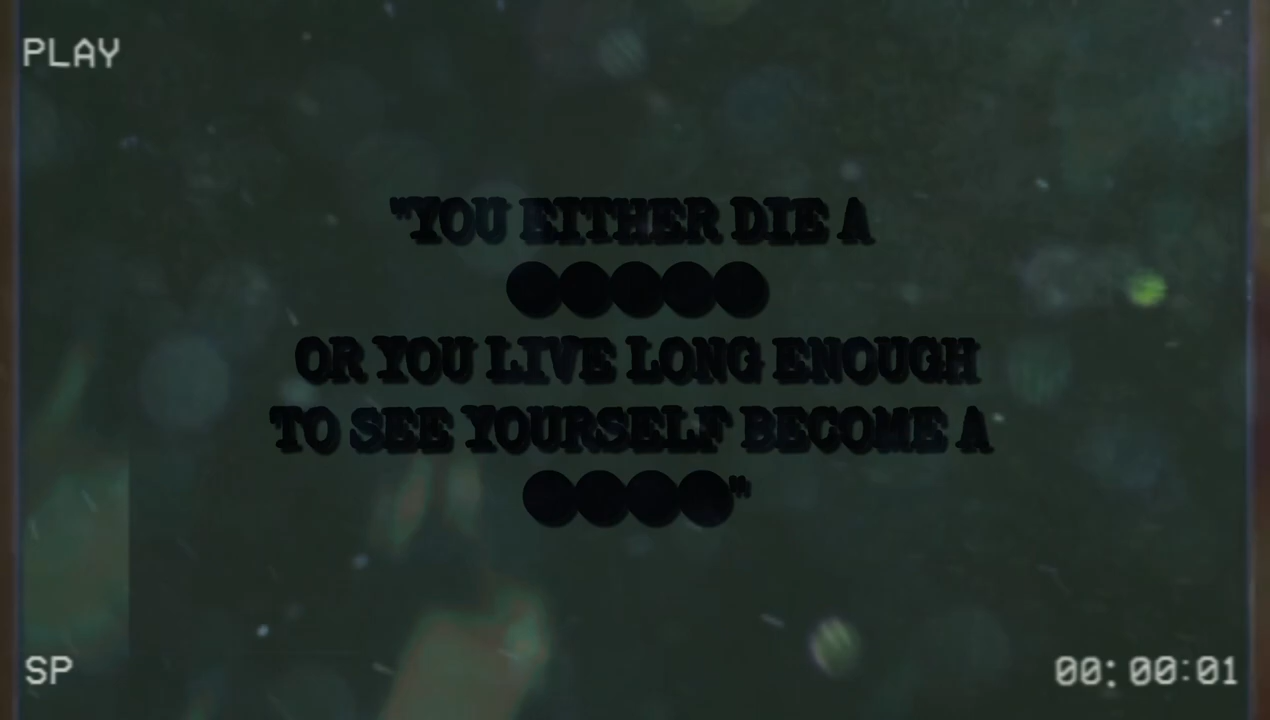 PLAY
"YOU EITHER DIE A
●●●●●
OR YOU LIVE LONG ENOUGH
TO SEE YOURSELF BECOME A
●●●●"
SP
00:00:01